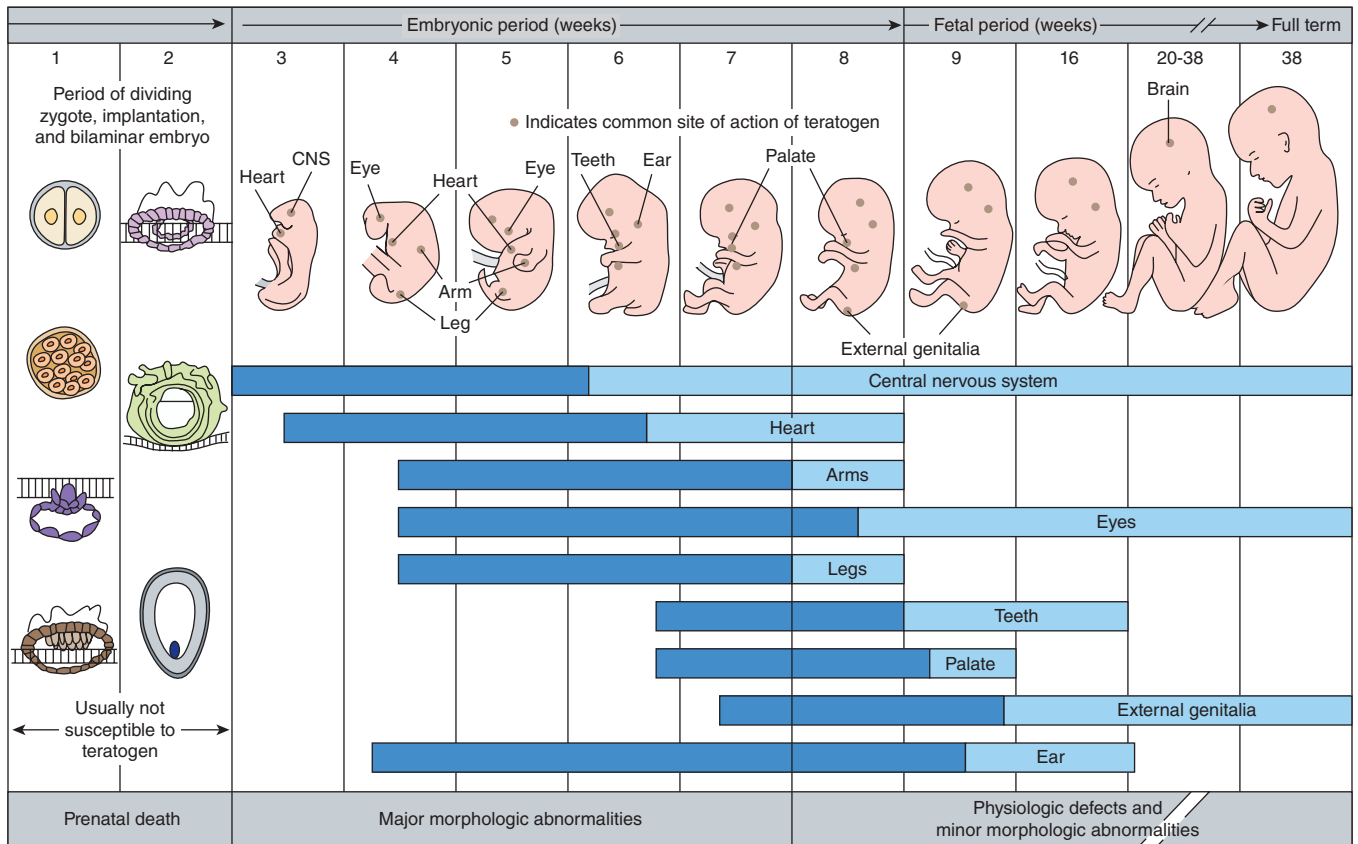 Embryonic period (weeks)
Fetal period (weeks)
Full term
1
2
3
4
5
6
7
8
9
16
20-38
38
Period of dividing
zygote, implantation,
and bilaminar embryo
Indicates common site of action of teratogen
Brain
CNS
Heart
Eye
Heart
Eye
Teeth
Ear
Palate
Arm
Leg
External genitalia
Central nervous system
Heart
Arms
Eyes
Legs
Teeth
Palate
External genitalia
Ear
Usually not
susceptible to
teratogen
Prenatal death
Major morphologic abnormalities
Physiologic defects and
minor morphologic abnormalities